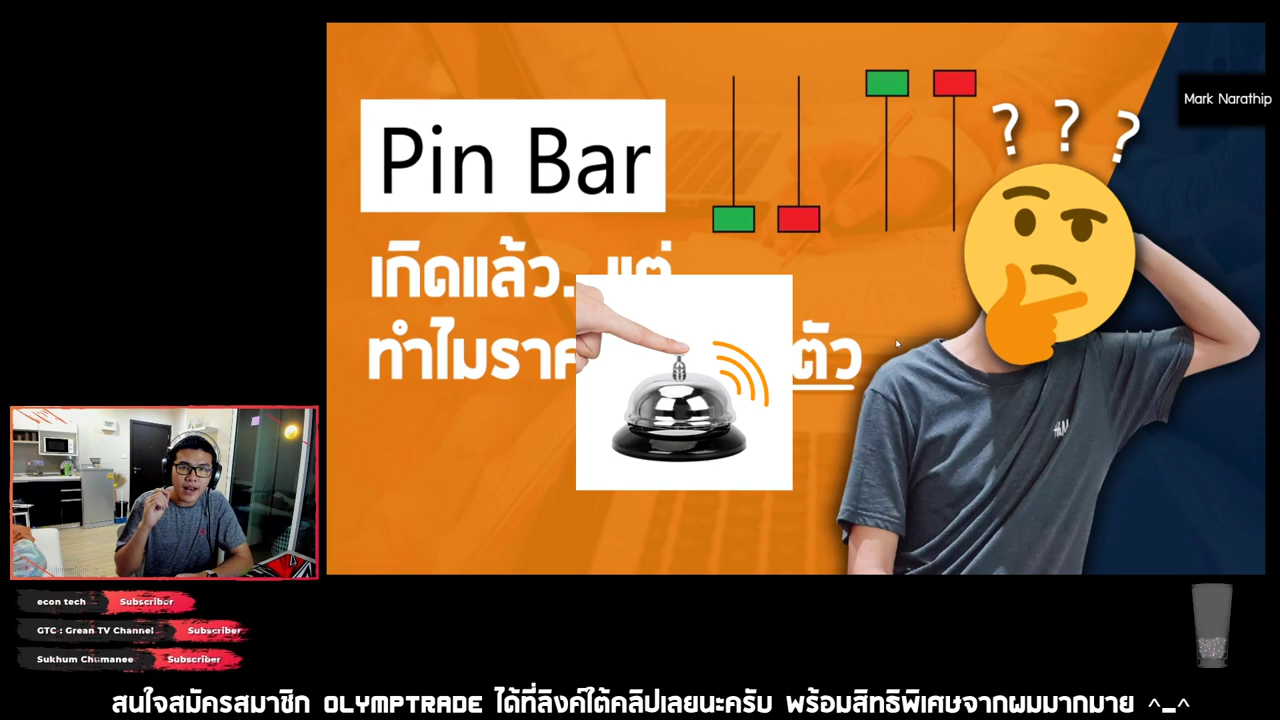 Mark Narathip
? ? ?
Pin Bar
เกิดแล้ว.. แต่
ทำไมราค ตัว
H&M
econ tech Subscriber
GTC : Grean TV Channel Subscriber
Sukhum Chumanee Subscriber
สนใจสมัครสมาชิก OLYMPTRADE ได้ที่ลิงค์ใต้คลิปเลยนะครับ พร้อมสิทธิพิเศษจากผมมากมาย ^_^